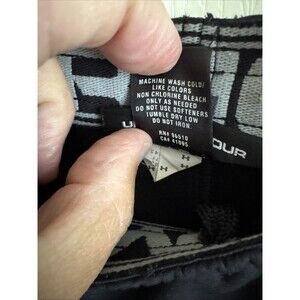 MACHINE WASH COLD/
LIKE COLORS
NON CHLORINE BLEACH
ONLY AS NEEDED
DO NOT USE SOFTENERS
TUMBLE DRY LOW
DO NOT IRON.
RN# 96510
CA# 41995
U
OUR